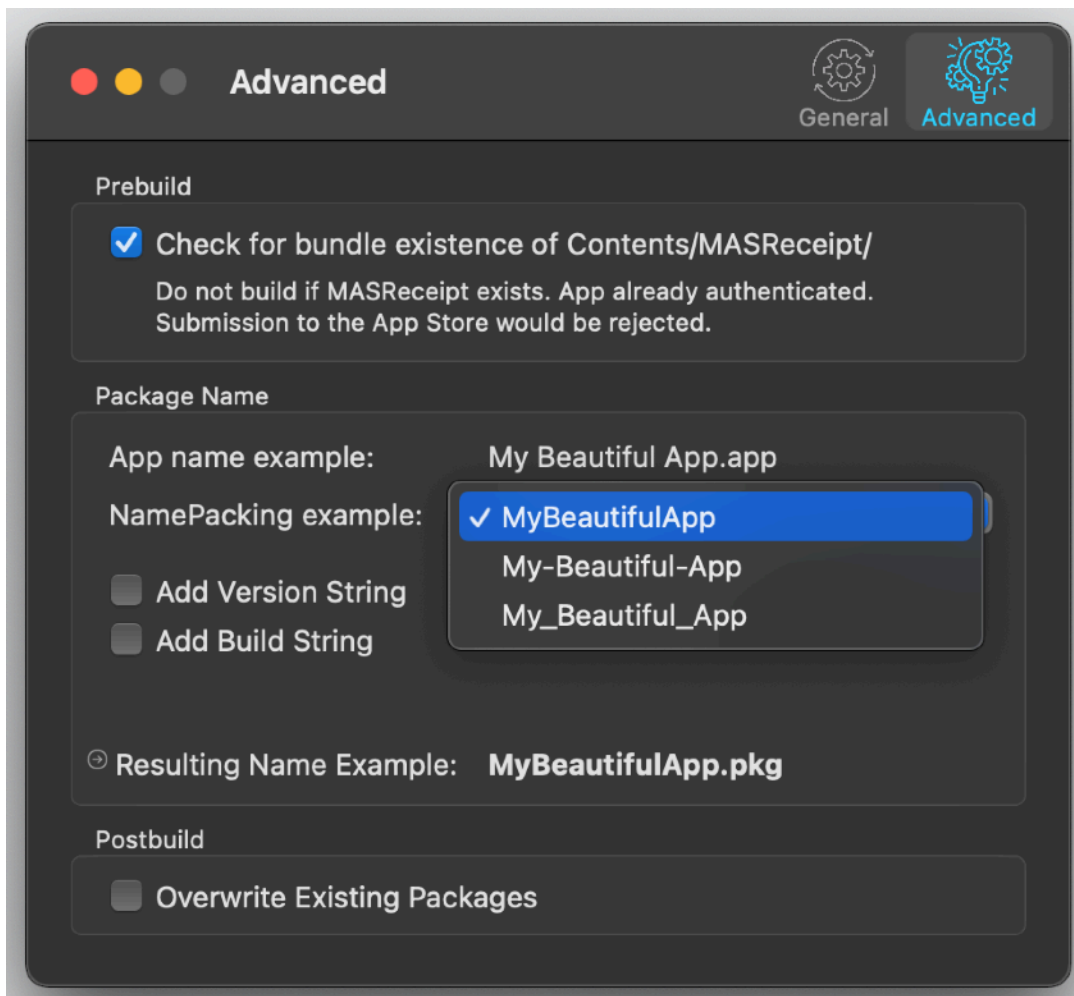 Advanced
General
Advanced
Prebuild
Check for bundle existence of Contents/MASReceipt/
Do not build if MASReceipt exists. App already authenticated.
Submission to the App Store would be rejected.
Package Name
App name example: My Beautiful App.app
NamePacking example: MyBeautifulApp
My-Beautiful-App
My_Beautiful_App
Add Version String
Add Build String
Resulting Name Example: MyBeautifulApp.pkg
Postbuild
Overwrite Existing Packages